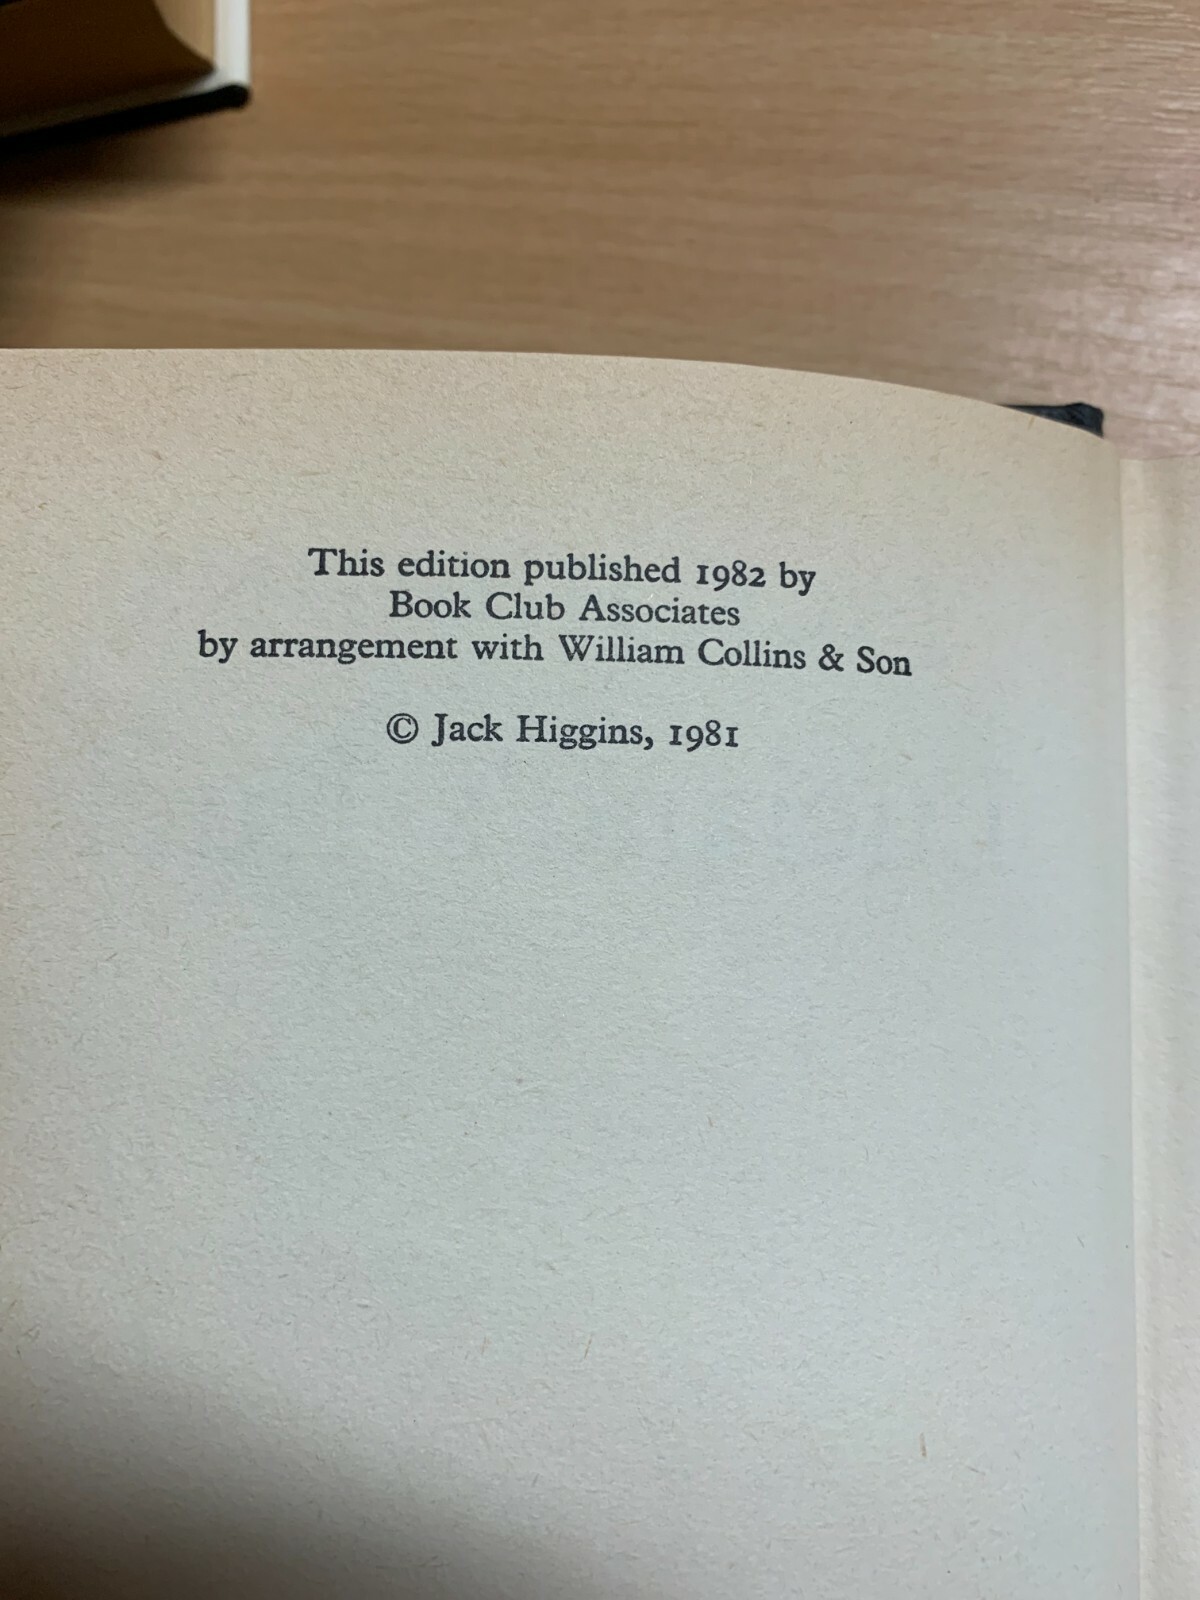 This edition published 1982 by
Book Club Associates
by arrangement with William Collins & Son
© Jack Higgins, 1981